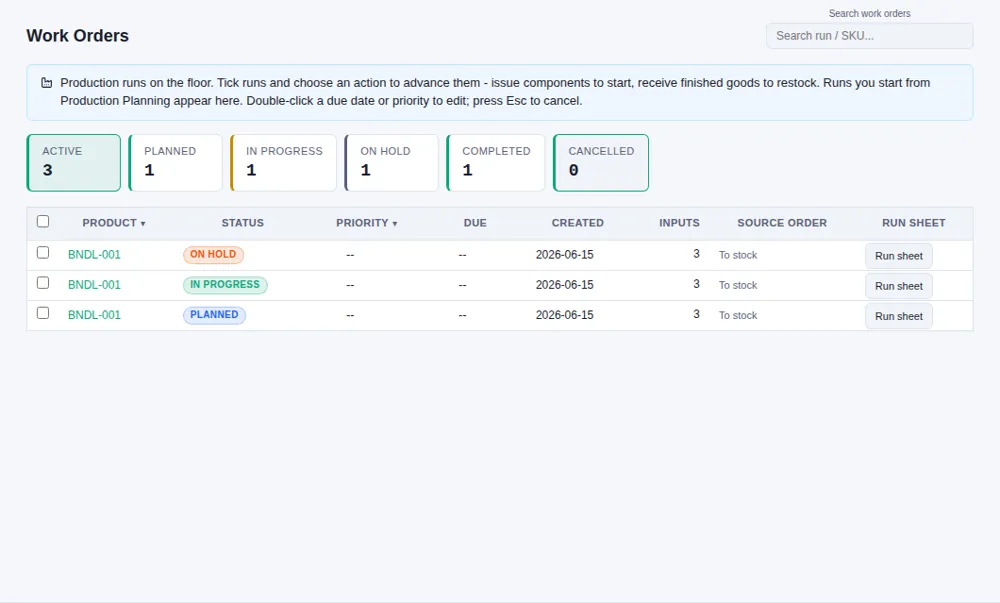 Search work orders
Work Orders
Search run / SKU...
Production runs on the floor. Tick runs and choose an action to advance them - issue components to start, receive finished goods to restock. Runs you start from
Production Planning appear here. Double-click a due date or priority to edit; press Esc to cancel.
ACTIVE PLANNED IN PROGRESS ON HOLD COMPLETED CANCELLED
3 1 1 1 1 0
PRODUCT ▾ STATUS PRIORITY ▾ DUE CREATED INPUTS SOURCE ORDER RUN SHEET
BNDL-001 ON HOLD -- -- 2026-06-15 3 To stock Run sheet
BNDL-001 IN PROGRESS -- -- 2026-06-15 3 To stock Run sheet
BNDL-001 PLANNED -- -- 2026-06-15 3 To stock Run sheet